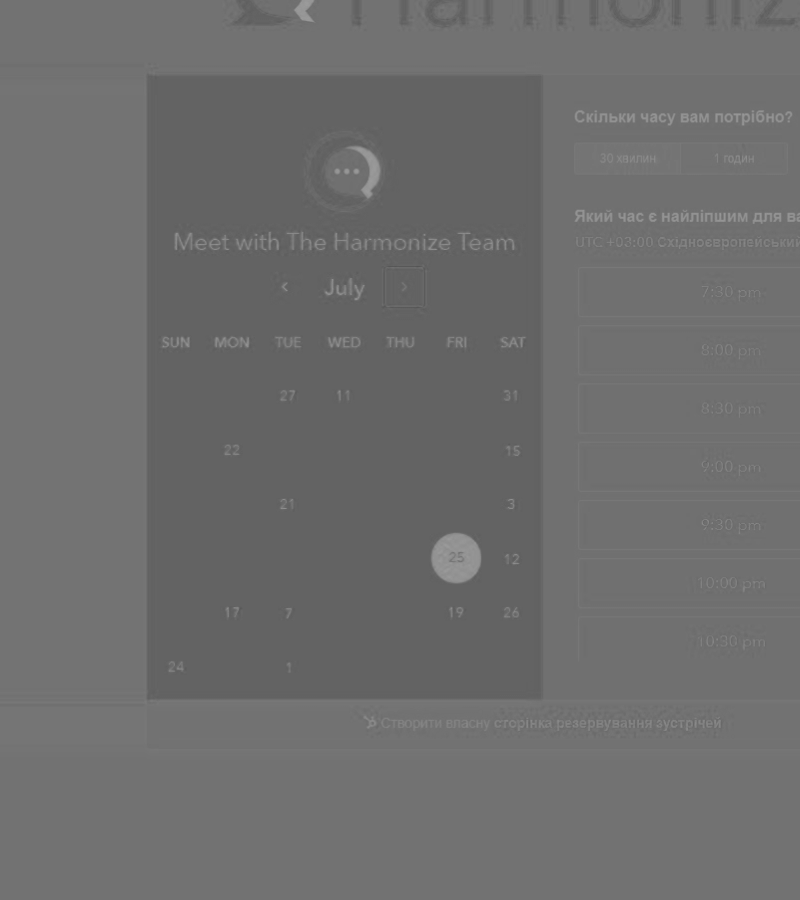 Harmoniz
Meet with The Harmonize Team
July
SUN MON TUE WED THU FRI SAT
27 11 31
22 15
21 3
25 12
17 7 19 26
24 1
Скільки часу вам потрібно?
30 хвилин 1 годин
Який час є найліпшим для ва
UTC +03:00 Східноєвропейський
7:30 pm
8:00 pm
8:30 pm
9:00 pm
9:30 pm
10:00 pm
10:30 pm
Створити власну сторінка резервування зустрічей